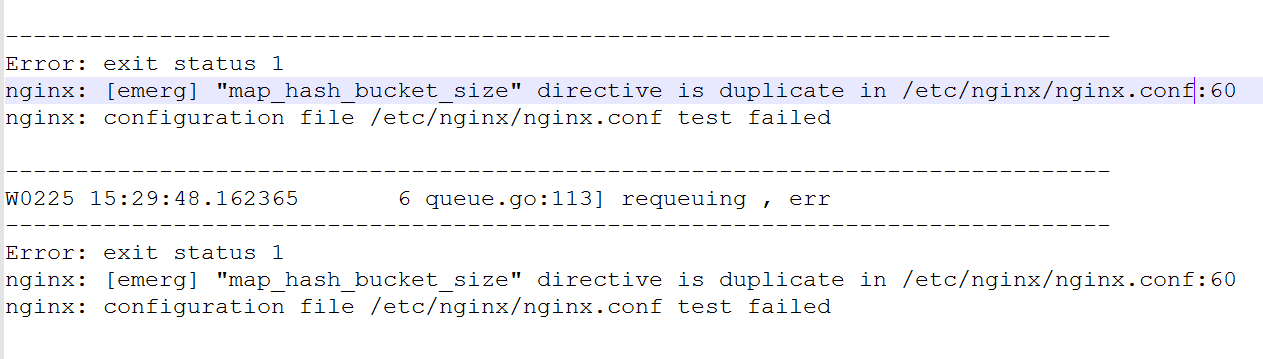 --------------------------------------------------------------------------------
Error: exit status 1
nginx: [emerg] "map_hash_bucket_size" directive is duplicate in /etc/nginx/nginx.conf:60
nginx: configuration file /etc/nginx/nginx.conf test failed
--------------------------------------------------------------------------------
W0225 15:29:48.162365       6 queue.go:113] requeuing , err
--------------------------------------------------------------------------------
Error: exit status 1
nginx: [emerg] "map_hash_bucket_size" directive is duplicate in /etc/nginx/nginx.conf:60
nginx: configuration file /etc/nginx/nginx.conf test failed